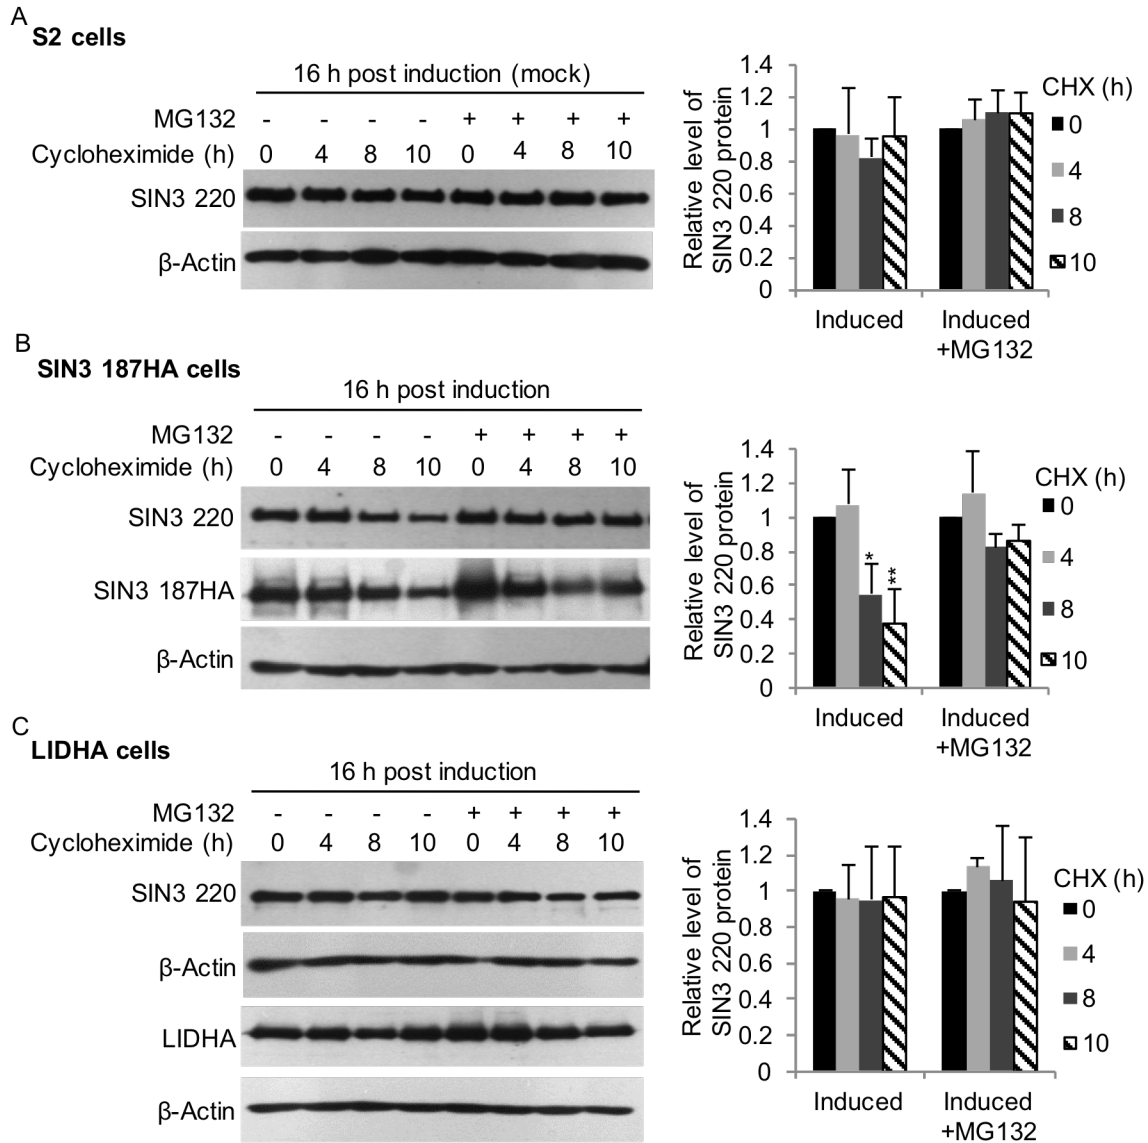 A
S2 cells
16 h post induction (mock)
MG132 - - - - + + + +
Cycloheximide (h) 0 4 8 10 0 4 8 10
SIN3 220
β-Actin
Relative level of
SIN3 220 protein
1.4
1.2
1
0.8
0.6
0.4
0.2
0
Induced
Induced
+MG132
CHX (h)
0
4
8
10
B
SIN3 187HA cells
16 h post induction
MG132 - - - - + + + +
Cycloheximide (h) 0 4 8 10 0 4 8 10
SIN3 220
SIN3 187HA
β-Actin
Relative level of
SIN3 220 protein
1.4
1.2
1
0.8
0.6
0.4
0.2
0
*
**
Induced
Induced
+MG132
CHX (h)
0
4
8
10
C
LIDHA cells
16 h post induction
MG132 - - - - + + + +
Cycloheximide (h) 0 4 8 10 0 4 8 10
SIN3 220
β-Actin
LIDHA
β-Actin
Relative level of
SIN3 220 protein
1.4
1.2
1
0.8
0.6
0.4
0.2
0
Induced
Induced
+MG132
CHX (h)
0
4
8
10